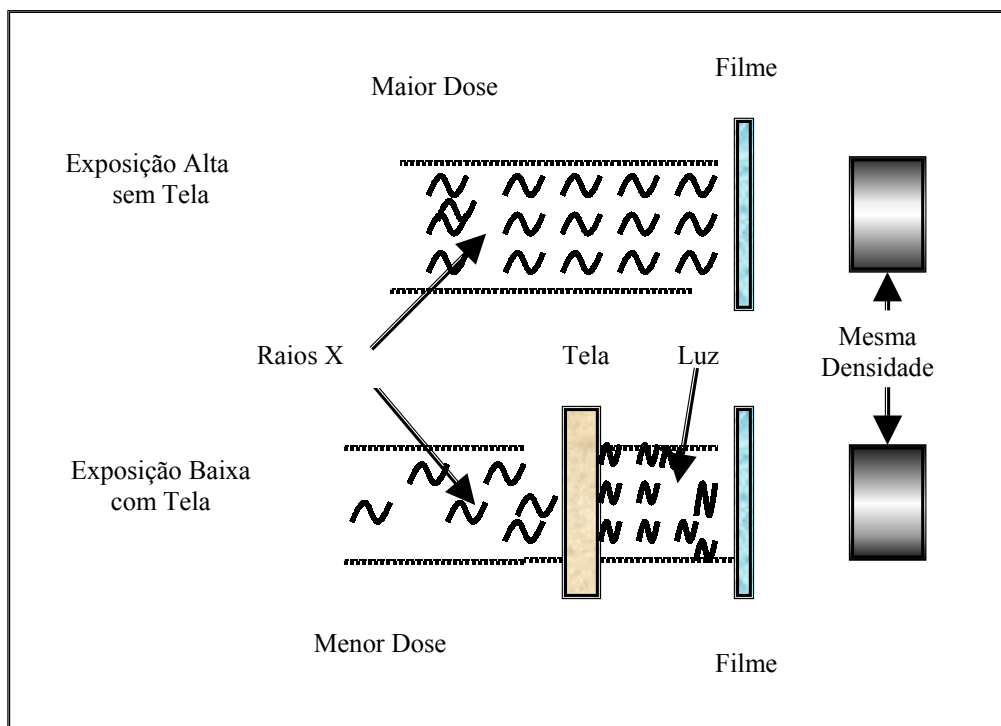 Filme
Maior Dose
Exposição Alta
sem Tela
Raios X
Tela
Luz
Mesma
Densidade
Exposição Baixa
com Tela
Menor Dose
Filme